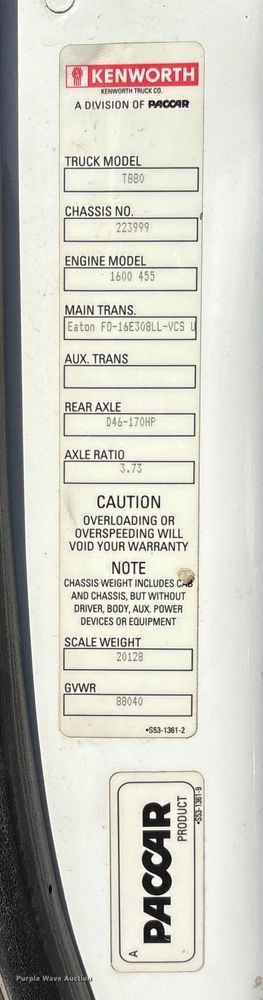 KENWORTH
KENWORTH TRUCK CO.
A DIVISION OF PACCAR
TRUCK MODEL
T880
CHASSIS NO.
223999
ENGINE MODEL
1600 455
MAIN TRANS.
Eaton FO-16E308LL-VCS U
AUX. TRANS
REAR AXLE
D46-170HP
AXLE RATIO
3.73
CAUTION
OVERLOADING OR
OVERSPEEDING WILL
VOID YOUR WARRANTY
NOTE
CHASSIS WEIGHT INCLUDES CAB
AND CHASSIS, BUT WITHOUT
DRIVER, BODY, AUX. POWER
DEVICES OR EQUIPMENT
SCALE WEIGHT
20128
GVWR
88040
•S53-1361-2
A
PACCAR
PRODUCT
•S53-1361-9
Purple Wave Auction